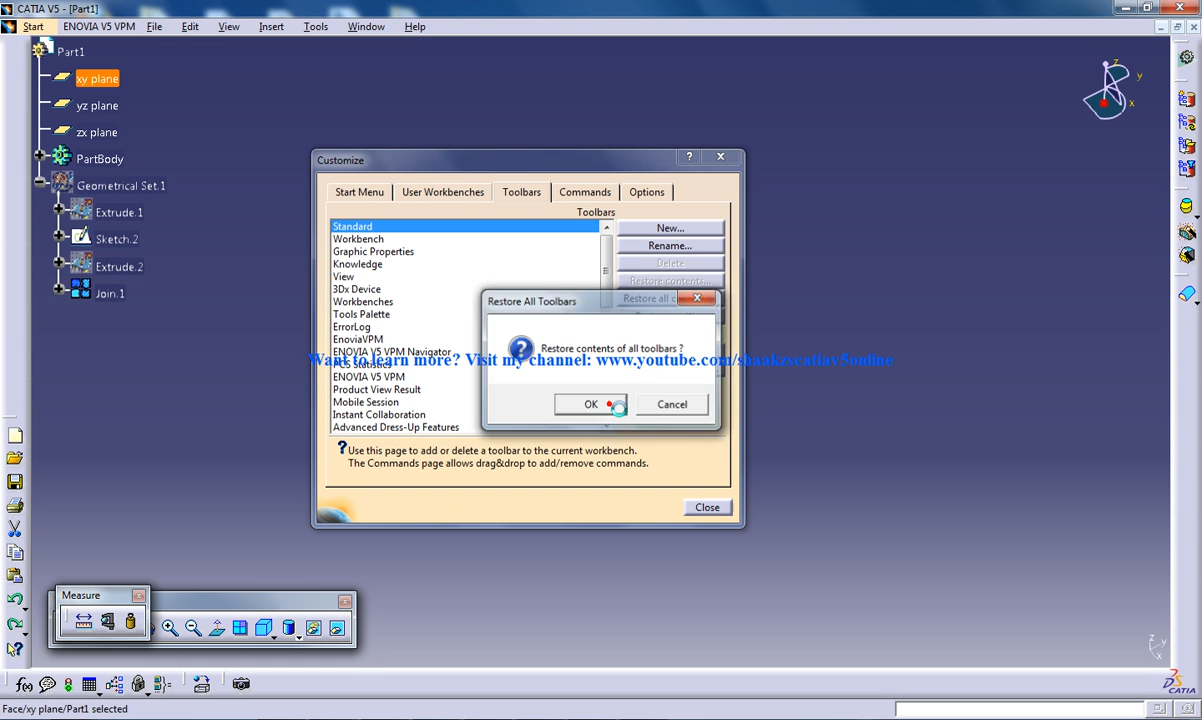 CATIA V5 - [Part1]
Start
ENOVIA V5 VPM
File
Edit
View
Insert
Tools
Window
Help
Part1
xy plane
yz plane
zx plane
PartBody
Geometrical Set.1
Extrude.1
Sketch.2
Extrude.2
Join.1
z
y
x
Customize
?
Start Menu
User Workbenches
Toolbars
Commands
Options
Toolbars
Standard
Workbench
Graphic Properties
Knowledge
View
3Dx Device
Workbenches
Tools Palette
ErrorLog
EnoviaVPM
ENOVIA V5 VPM Navigator
ENOVIA V5 VPM
Product View Result
Mobile Session
Instant Collaboration
Advanced Dress-Up Features
New...
Rename...
Delete
Restore contents...
Restore all c
Restore All Toolbars
Restore contents of all toolbars ?
OK
Cancel
Want to learn more? Visit my channel: www.youtube.com/shaakzscatiav5online
Use this page to add or delete a toolbar to the current workbench.
The Commands page allows drag&drop to add/remove commands.
Close
Measure
f(x)
z
y
x
CATIA
Face/xy plane/Part1 selected